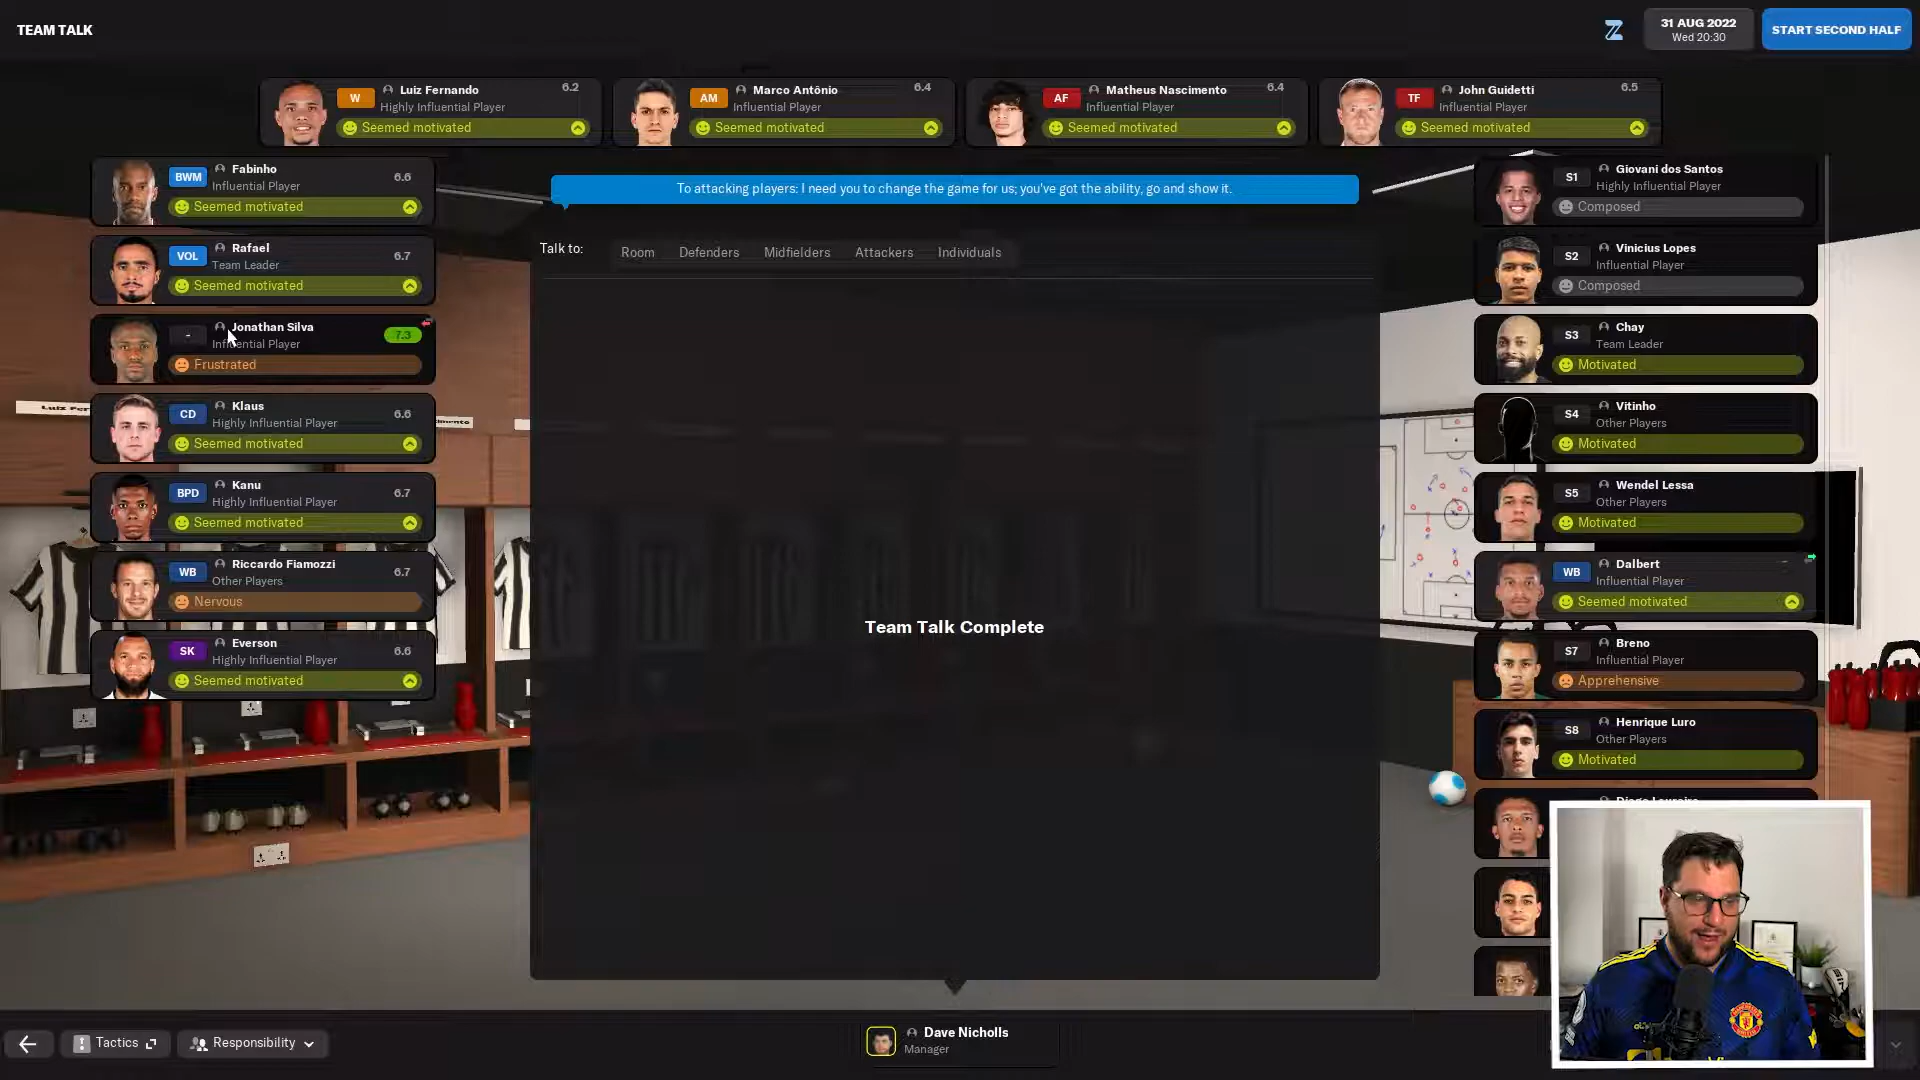 TEAM TALK
31 AUG 2022
Wed 20:30
START SECOND HALF
W
Luiz Fernando
6.2
Highly Influential Player
Seemed motivated
AM
Marco Antônio
6.4
Influential Player
Seemed motivated
AF
Matheus Nascimento
6.4
Influential Player
Seemed motivated
TF
John Guidetti
6.5
Influential Player
Seemed motivated
BWM
Fabinho
6.6
Influential Player
Seemed motivated
VOL
Rafael
6.7
Team Leader
Seemed motivated
-
Jonathan Silva
7.3
Influential Player
Frustrated
CD
Klaus
6.6
Highly Influential Player
Seemed motivated
BPD
Kanu
6.7
Highly Influential Player
Seemed motivated
WB
Riccardo Fiamozzi
6.7
Other Players
Nervous
SK
Everson
6.6
Highly Influential Player
Seemed motivated
To attacking players: I need you to change the game for us; you've got the ability, go and show it.
Talk to:
Room Defenders Midfielders Attackers Individuals
Team Talk Complete
S1
Giovani dos Santos
Highly Influential Player
Composed
S2
Vinicius Lopes
Influential Player
Composed
S3
Chay
Team Leader
Motivated
S4
Vitinho
Other Players
Motivated
S5
Wendel Lessa
Other Players
Motivated
WB
Dalbert
Influential Player
Seemed motivated
S7
Breno
Influential Player
Apprehensive
S8
Henrique Luro
Other Players
Motivated
Tactics
Responsibility
Dave Nicholls
Manager